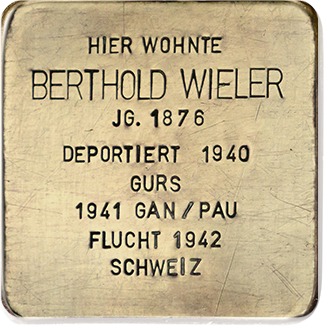 HIER WOHNTE
BERTHOLD WIELER
JG. 1876
DEPORTIERT 1940
GURS
1941 GAN/PAU
FLUCHT 1942
SCHWEIZ